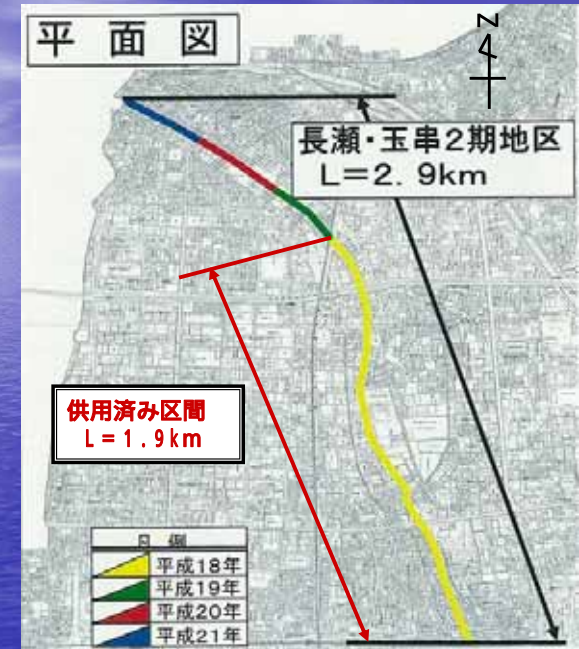 平面図
N
長瀬・玉串2期地区
L=2.9km
供用済み区間
L=1.9km
凡例
平成18年
平成19年
平成20年
平成21年